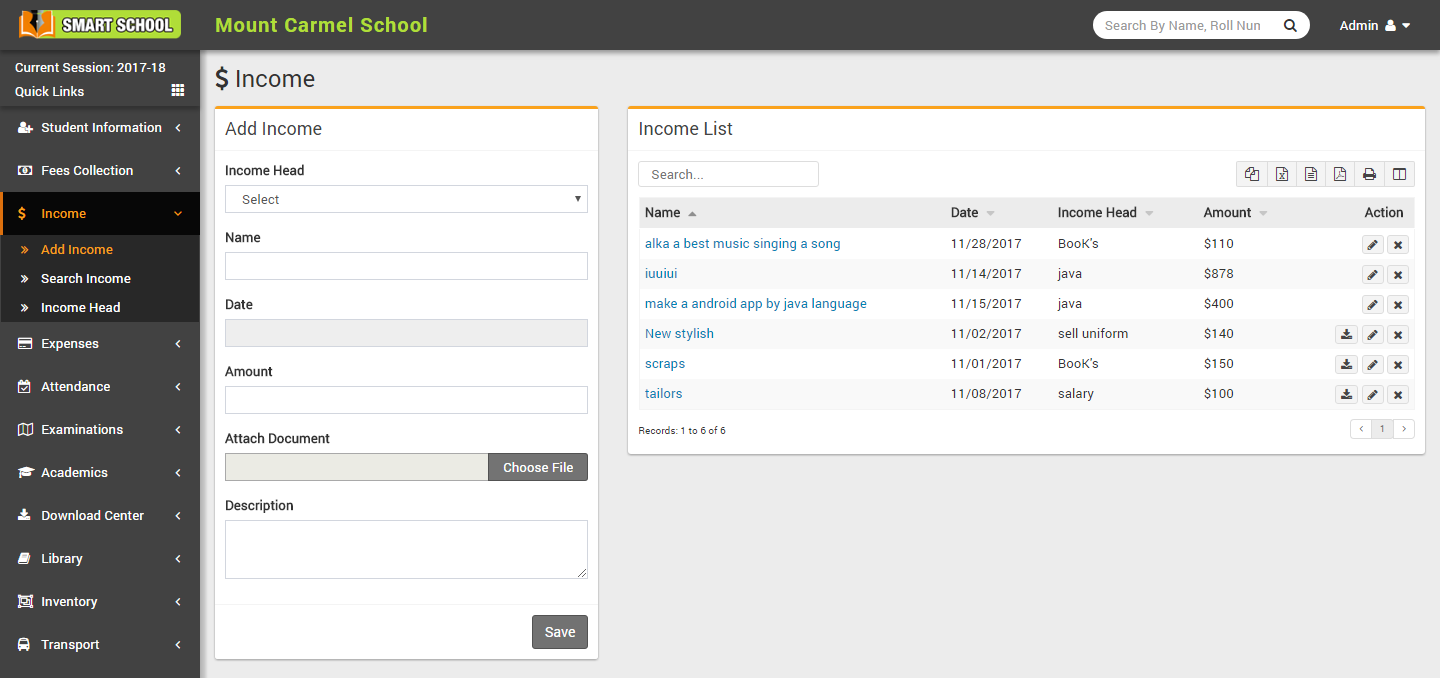 SMART SCHOOL
Mount Carmel School
Search By Name, Roll Nun
Admin
Current Session: 2017-18
Quick Links
Student Information
Fees Collection
Income
Add Income
Search Income
Income Head
Expenses
Attendance
Examinations
Academics
Download Center
Library
Inventory
Transport
$ Income
Add Income
Income Head
Select
Name
Date
Amount
Attach Document
Choose File
Description
Save
Income List
Search...
Name Date Income Head Amount Action
alka a best music singing a song 11/28/2017 BooK's $110
iuuiui 11/14/2017 java $878
make a android app by java language 11/15/2017 java $400
New stylish 11/02/2017 sell uniform $140
scraps 11/01/2017 BooK's $150
tailors 11/08/2017 salary $100
Records: 1 to 6 of 6
1